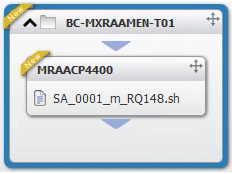 New
BC-MXRAAMEN-T01
New
MRAACP4400
SA_0001_m_RQ148.sh